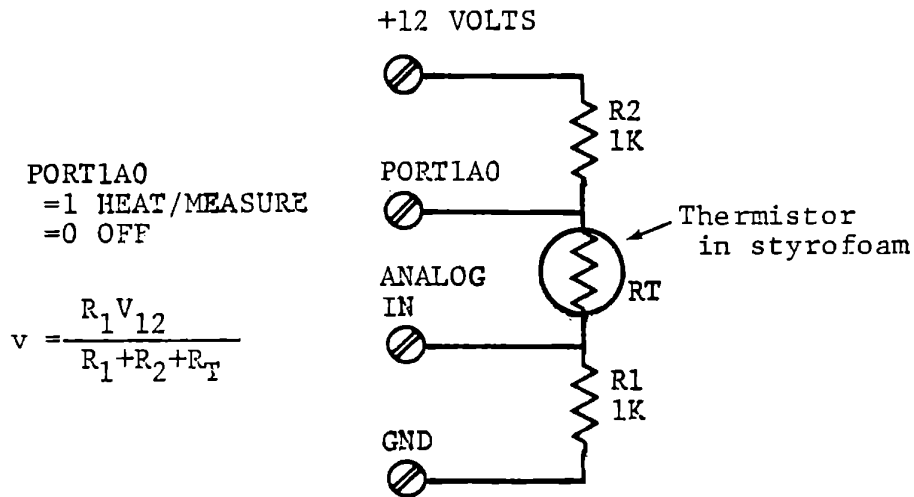 +12 VOLTS
R2
1K
PORT1A0
=1 HEAT/MEASURE
=0 OFF
PORT1A0
Thermistor
in styrofoam
ANALOG
IN
RT
v = R1V12
R1+R2+RT
R1
1K
GND